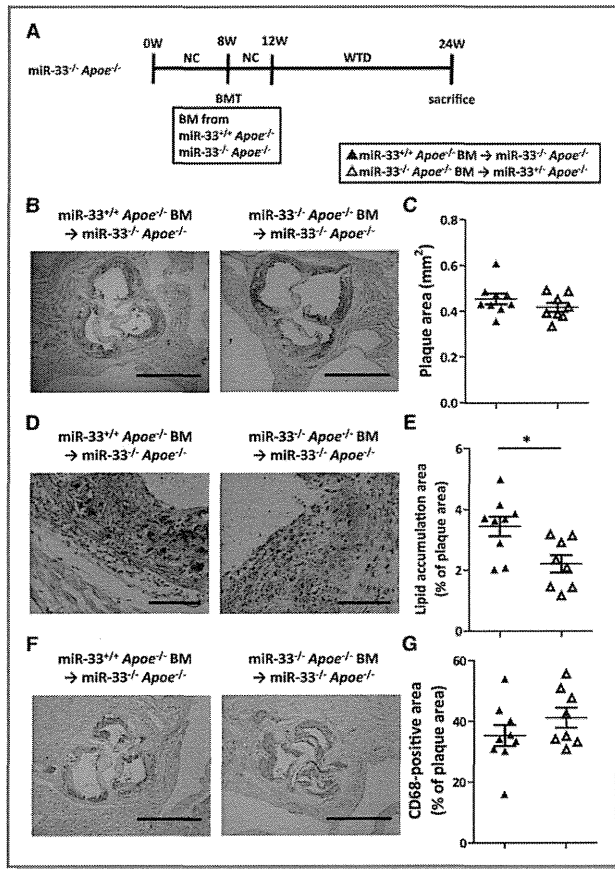 A
0W 8W 12W 24W
NC NC WTD
miR-33⁻/⁻ Apoe⁻/⁻
BMT sacrifice
BM from
miR-33⁺/⁺ Apoe⁻/⁻
miR-33⁻/⁻ Apoe⁻/⁻
▲miR-33⁺/⁺ Apoe⁻/⁻ BM → miR-33⁻/⁻ Apoe⁻/⁻
△miR-33⁻/⁻ Apoe⁻/⁻ BM → miR-33⁺/⁻ Apoe⁻/⁻
B
miR-33⁺/⁺ Apoe⁻/⁻ BM
→ miR-33⁻/⁻ Apoe⁻/⁻
miR-33⁻/⁻ Apoe⁻/⁻ BM
→ miR-33⁻/⁻ Apoe⁻/⁻
C
Plaque area (mm²)
0.8
0.6
0.4
0.2
0.0
D
miR-33⁺/⁺ Apoe⁻/⁻ BM
→ miR-33⁻/⁻ Apoe⁻/⁻
miR-33⁻/⁻ Apoe⁻/⁻ BM
→ miR-33⁻/⁻ Apoe⁻/⁻
E
Lipid accumulation area
(% of plaque area)
6
4
2
0
*
F
miR-33⁺/⁺ Apoe⁻/⁻ BM
→ miR-33⁻/⁻ Apoe⁻/⁻
miR-33⁻/⁻ Apoe⁻/⁻ BM
→ miR-33⁻/⁻ Apoe⁻/⁻
G
CD68-positive area
(% of plaque area)
60
40
20
0